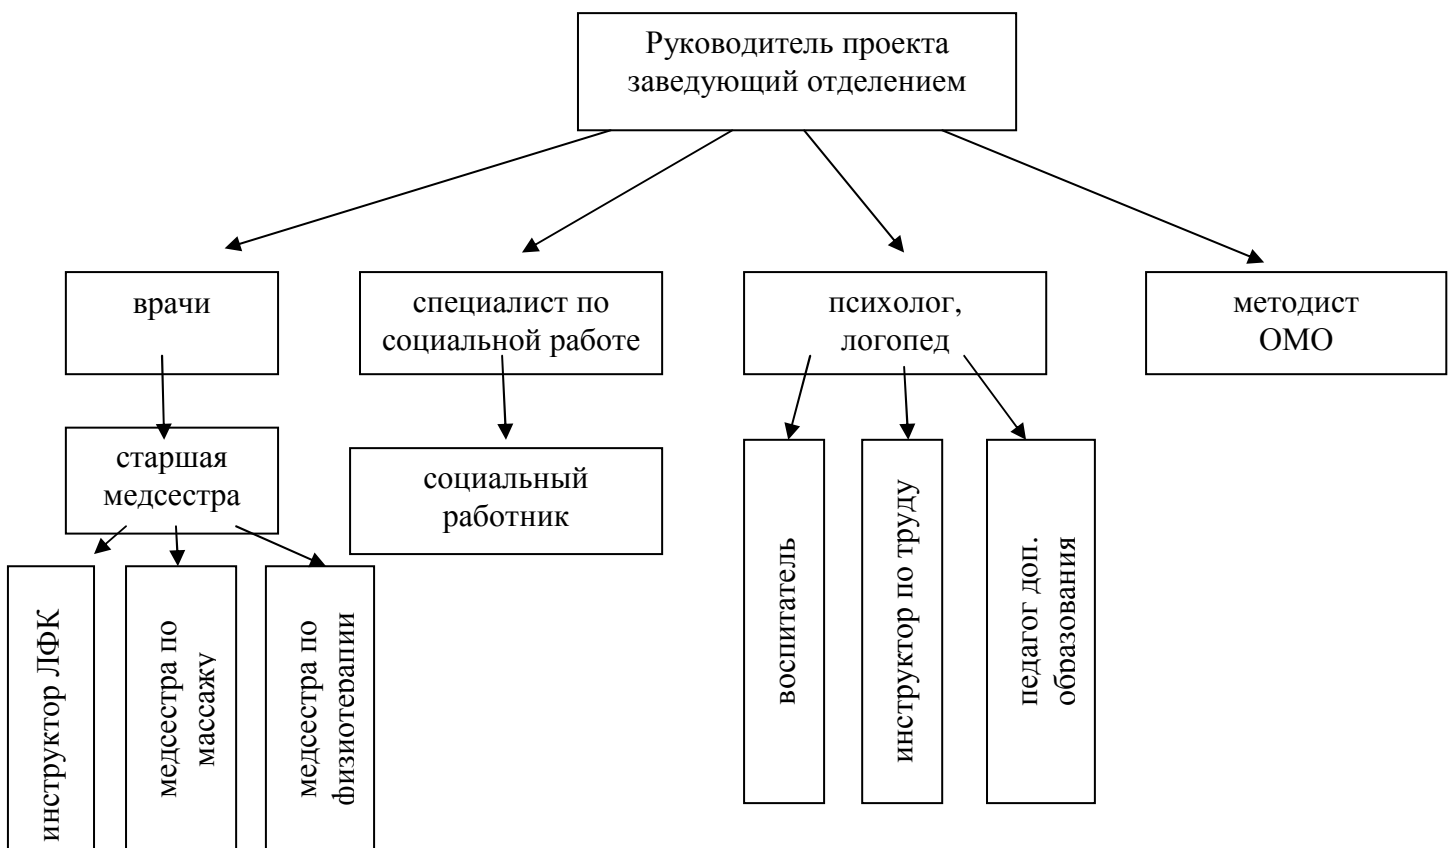 Руководитель проекта
заведующий отделением
врачи
специалист по
социальной работе
психолог,
логопед
методист
ОМО
старшая
медсестра
социальный
работник
инструктор ЛФК
медсестра по
массажу
медсестра по
физиотерапии
воспитатель
инструктор по труду
педагог доп.
образования